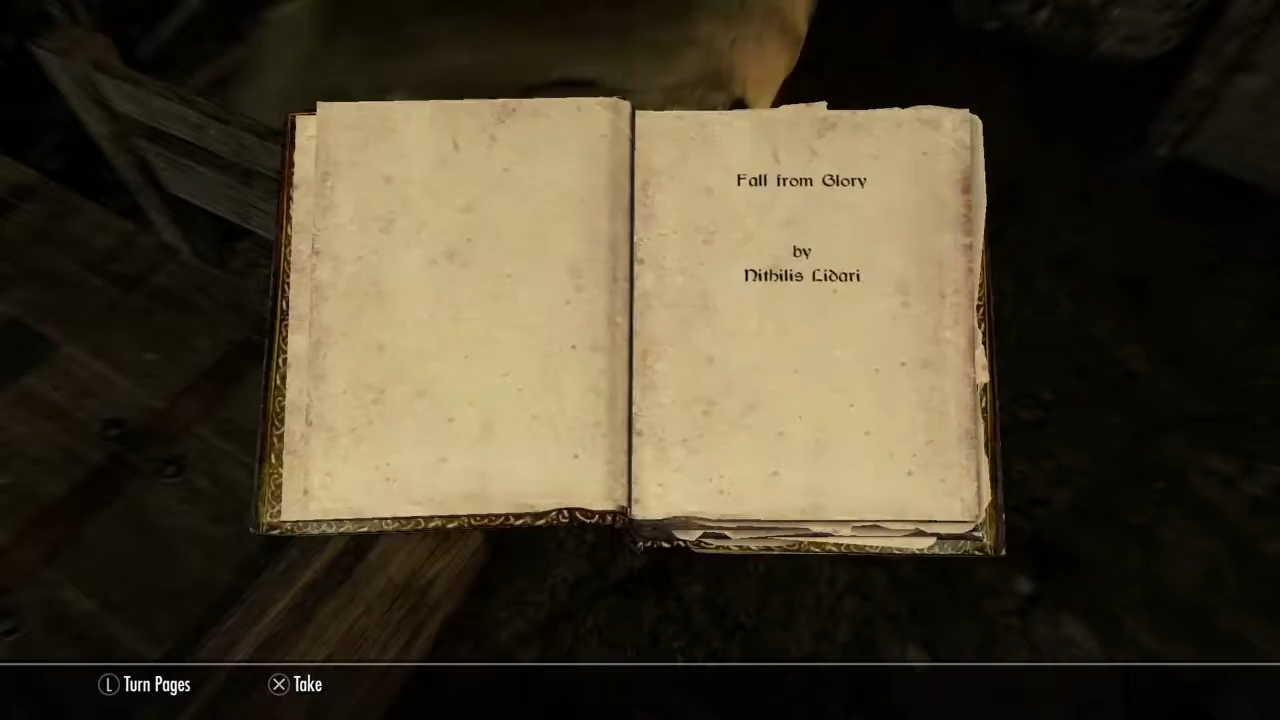 Fall from Glory
by
Nithilis Lidari
L Turn Pages
X Take